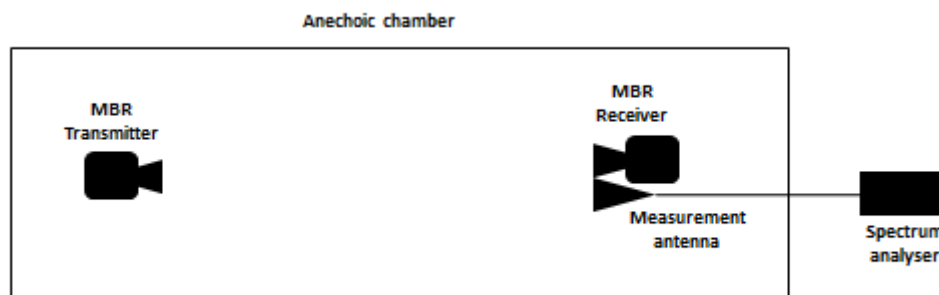 Anechoic chamber
MBR
Transmitter
MBR
Receiver
Measurement
antenna
Spectrum
analyser